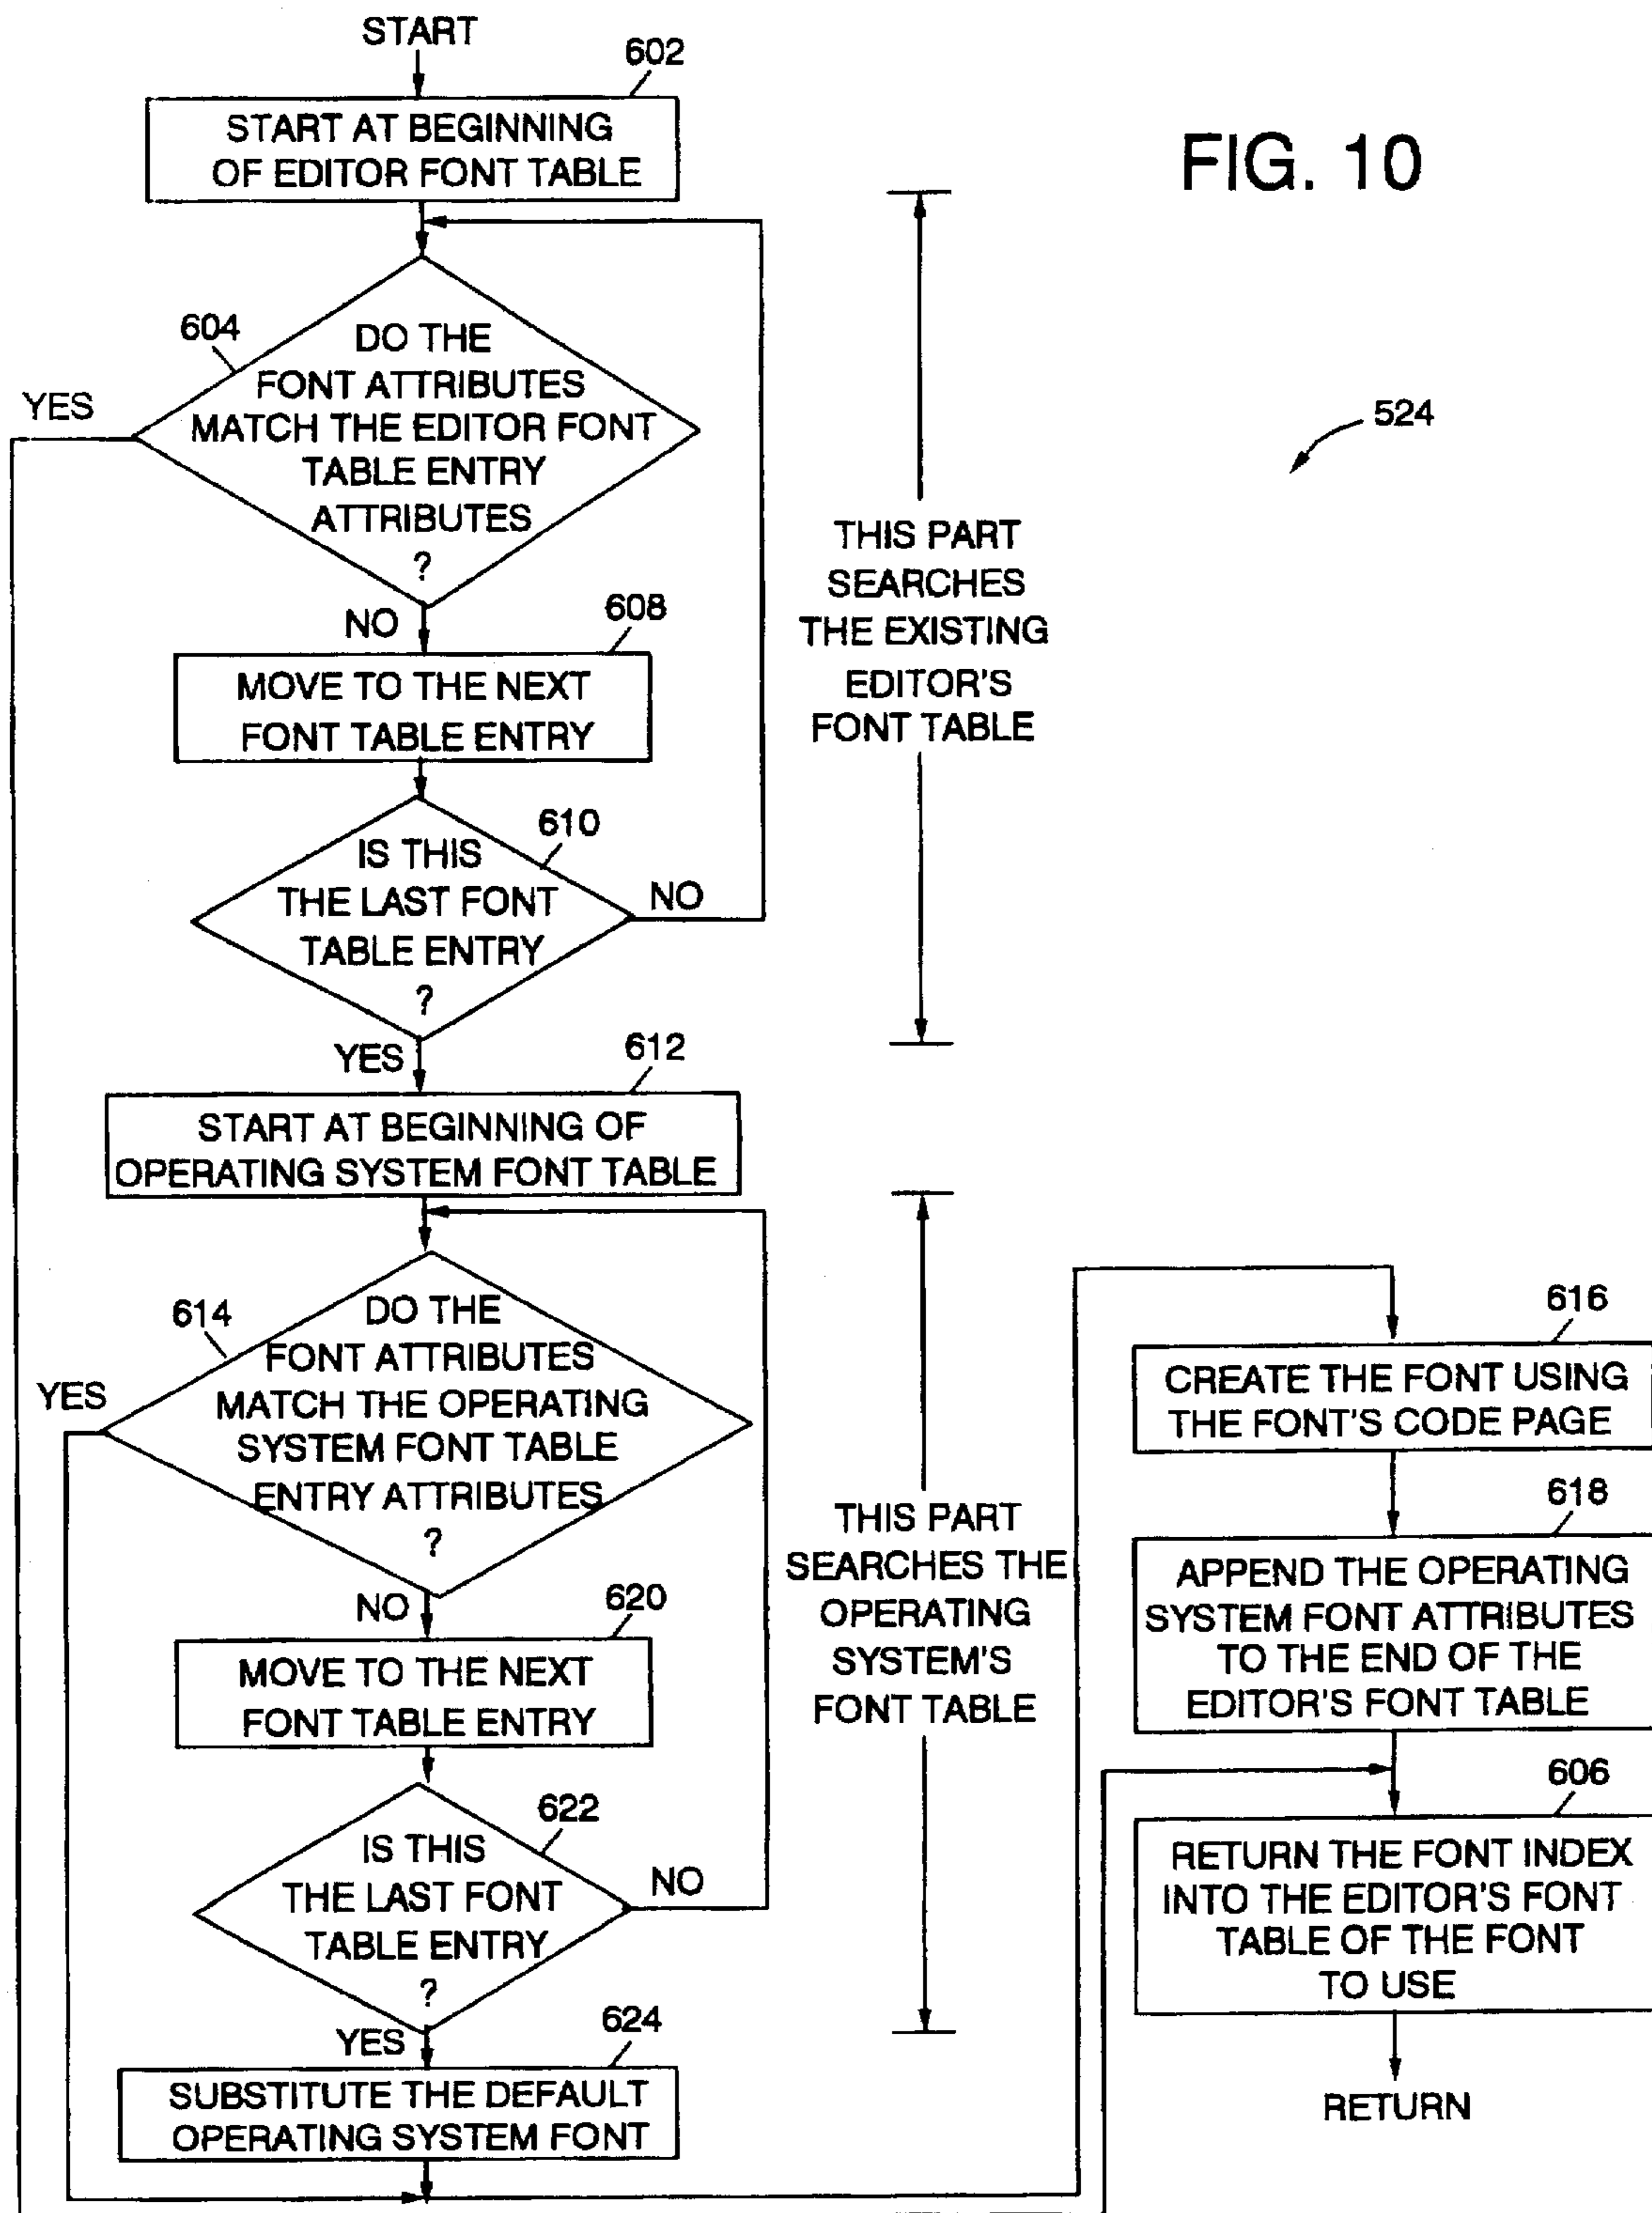 START
602
START AT BEGINNING
OF EDITOR FONT TABLE
FIG. 10
604
DO THE
FONT ATTRIBUTES
MATCH THE EDITOR FONT
TABLE ENTRY
ATTRIBUTES
?
YES
524
NO
608
MOVE TO THE NEXT
FONT TABLE ENTRY
THIS PART
SEARCHES
THE EXISTING
EDITOR'S
FONT TABLE
610
IS THIS
THE LAST FONT
TABLE ENTRY
?
NO
YES
612
START AT BEGINNING OF
OPERATING SYSTEM FONT TABLE
614
DO THE
FONT ATTRIBUTES
MATCH THE OPERATING
SYSTEM FONT TABLE
ENTRY ATTRIBUTES
?
YES
NO
620
MOVE TO THE NEXT
FONT TABLE ENTRY
THIS PART
SEARCHES THE
OPERATING
SYSTEM'S
FONT TABLE
622
IS THIS
THE LAST FONT
TABLE ENTRY
?
NO
YES
624
SUBSTITUTE THE DEFAULT
OPERATING SYSTEM FONT
616
CREATE THE FONT USING
THE FONT'S CODE PAGE
618
APPEND THE OPERATING
SYSTEM FONT ATTRIBUTES
TO THE END OF THE
EDITOR'S FONT TABLE
606
RETURN THE FONT INDEX
INTO THE EDITOR'S FONT
TABLE OF THE FONT
TO USE
RETURN